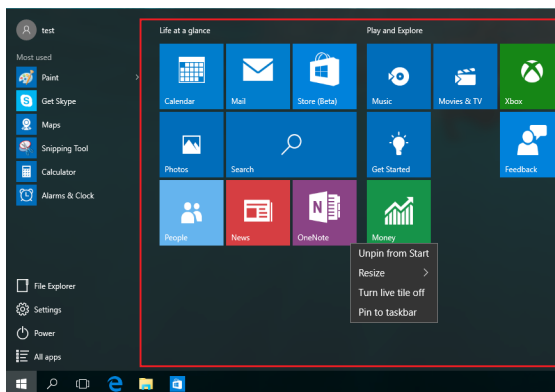 test
Most used
Paint
Get Skype
Maps
Snipping Tool
Calculator
Alarms & Clock
File Explorer
Settings
Power
All apps
Life at a glance
Calendar
Mail
Store (Beta)
Photos
Search
People
News
OneNote
Play and Explore
Music
Movies & TV
Xbox
Get Started
Feedback
Money
Unpin from Start
Resize
Turn live tile off
Pin to taskbar